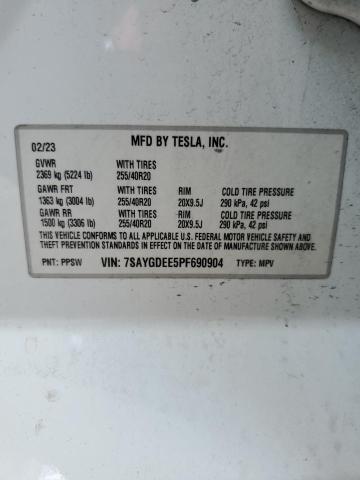 02/23 MFD BY TESLA, INC.
GVWR WITH TIRES
2369 kg (5224 lb) 255/40R20
GAWR FRT WITH TIRES RIM COLD TIRE PRESSURE
1363 kg (3004 lb) 255/40R20 20X9.5J 290 kPa, 42 psi
GAWR RR WITH TIRES RIM COLD TIRE PRESSURE
1500 kg (3306 lb) 255/40R20 20X9.5J 290 kPa, 42 psi
THIS VEHICLE CONFORMS TO ALL APPLICABLE U.S. FEDERAL MOTOR VEHICLE SAFETY AND
THEFT PREVENTION STANDARDS IN EFFECT ON THE DATE OF MANUFACTURE SHOWN ABOVE.
PNT: PPSW VIN: 7SAYGDEE5PF690904 TYPE: MPV